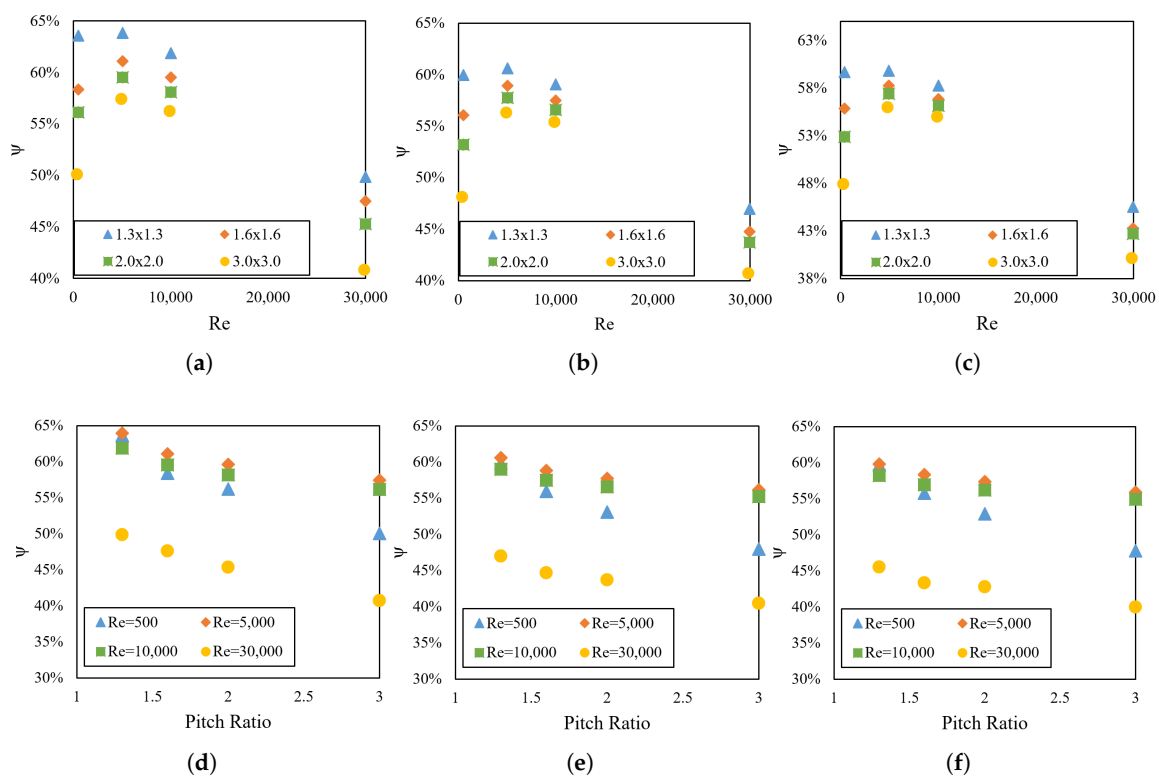 65%
60%
55%
50%
45%
40%
ψ
1.3x1.3 1.6x1.6
2.0x2.0 3.0x3.0
0 10,000 20,000 30,000
Re
(a)
65%
60%
55%
50%
45%
40%
ψ
1.3x1.3 1.6x1.6
2.0x2.0 3.0x3.0
0 10,000 20,000 30,000
Re
(b)
63%
58%
53%
48%
43%
38%
ψ
1.3x1.3 1.6x1.6
2.0x2.0 3.0x3.0
0 10,000 20,000 30,000
Re
(c)
65%
60%
55%
50%
45%
40%
35%
30%
ψ
Re=500 Re=5,000
Re=10,000 Re=30,000
1 1.5 2 2.5 3
Pitch Ratio
(d)
65%
60%
55%
50%
45%
40%
35%
30%
ψ
Re=500 Re=5,000
Re=10,000 Re=30,000
1 1.5 2 2.5 3
Pitch Ratio
(e)
65%
60%
55%
50%
45%
40%
35%
30%
ψ
Re=500 Re=5,000
Re=10,000 Re=30,000
1 1.5 2 2.5 3
Pitch Ratio
(f)